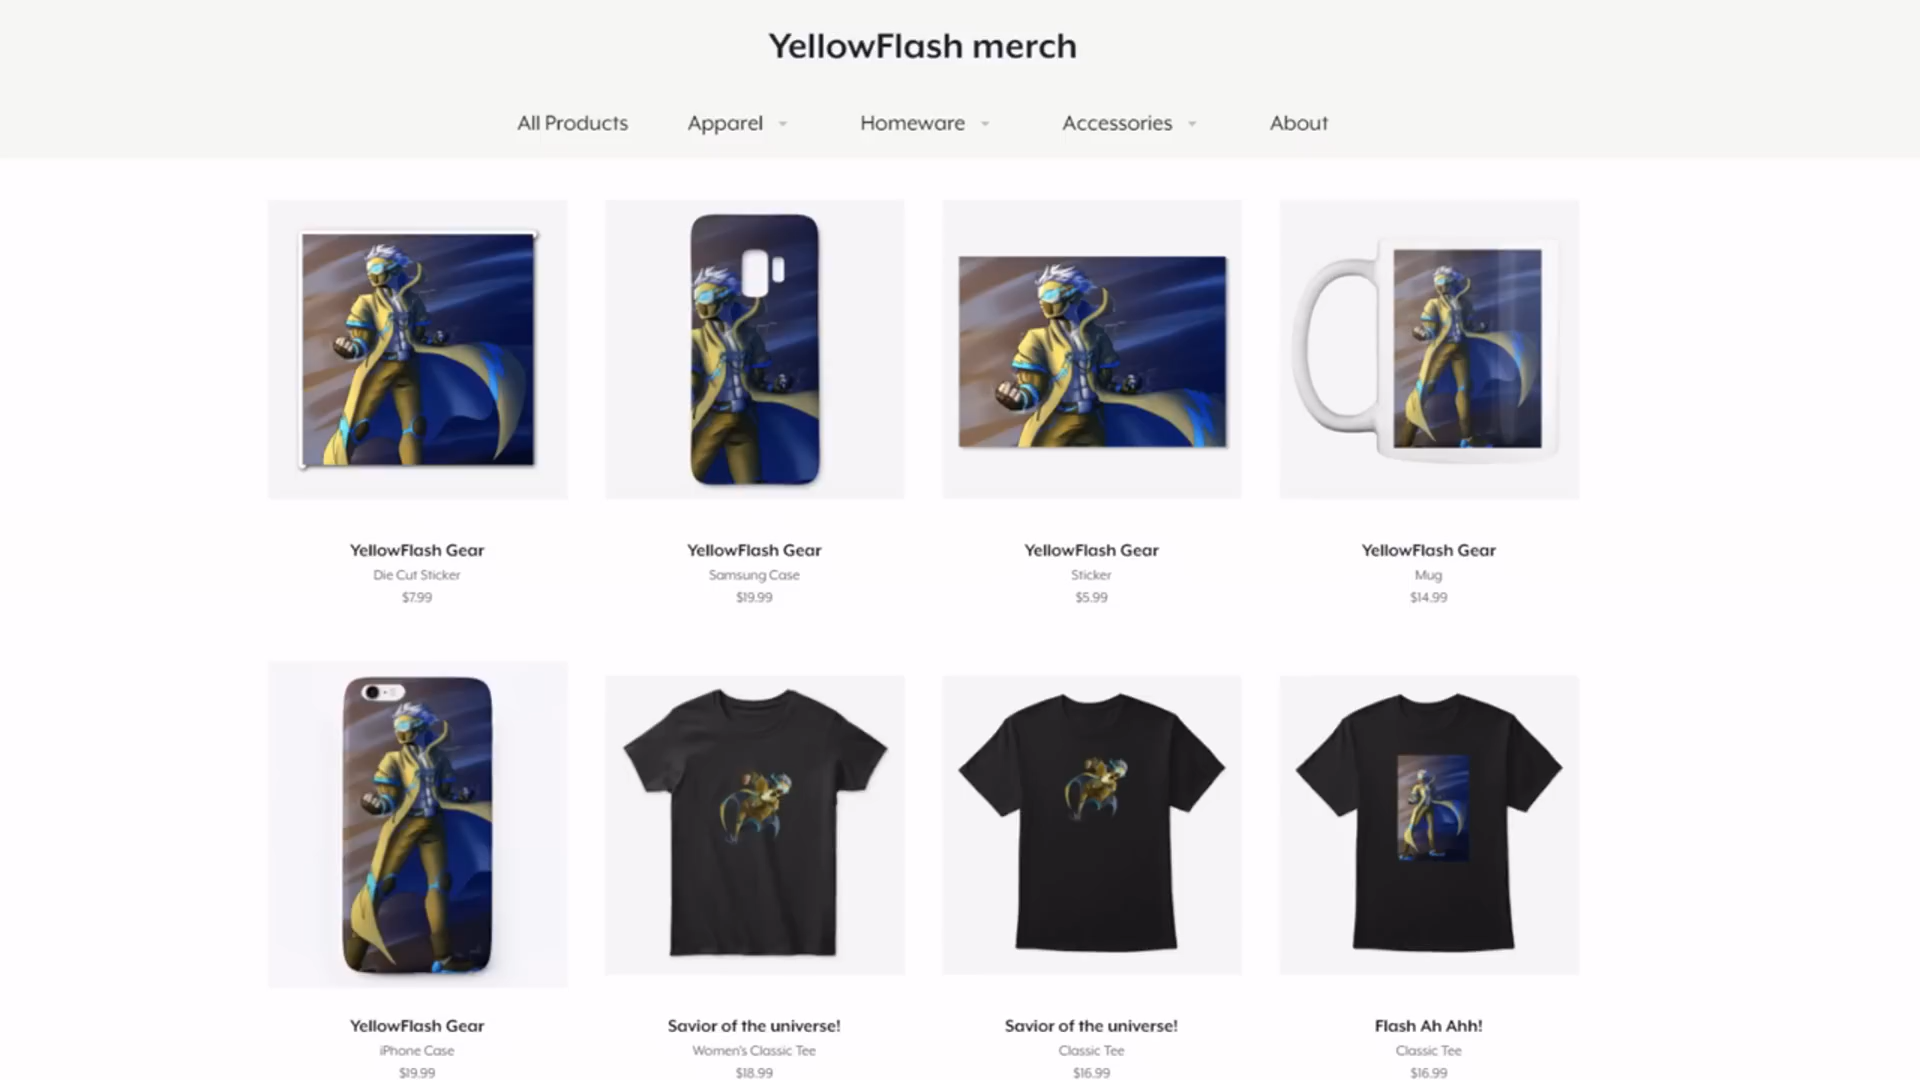 YellowFlash merch
All Products
Apparel
Homeware
Accessories
About
YellowFlash Gear
Die Cut Sticker
$7.99
YellowFlash Gear
Samsung Case
$19.99
YellowFlash Gear
Sticker
$5.99
YellowFlash Gear
Mug
$14.99
YellowFlash Gear
iPhone Case
$19.99
Savior of the universe!
Women's Classic Tee
$18.99
Savior of the universe!
Classic Tee
$16.99
Flash Ah Ahh!
Classic Tee
$16.99